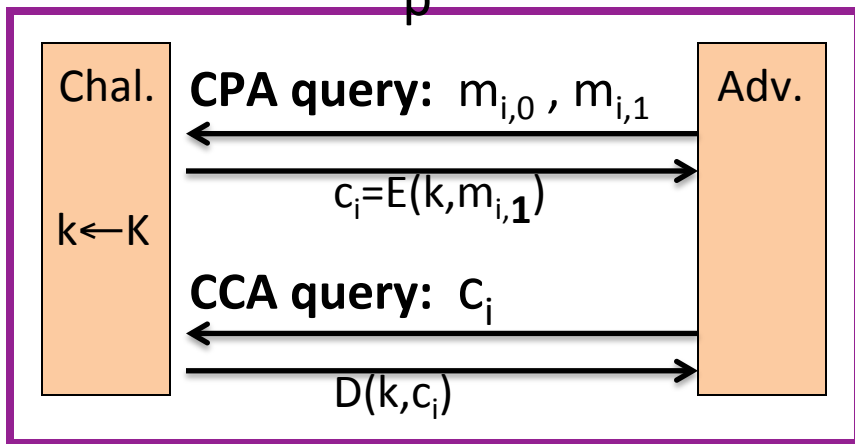 p
Chal.
CPA query: m_{i,0} , m_{i,1}
Adv.
c_i=E(k,m_{i,1})
k←K
CCA query: c_i
D(k,c_i)